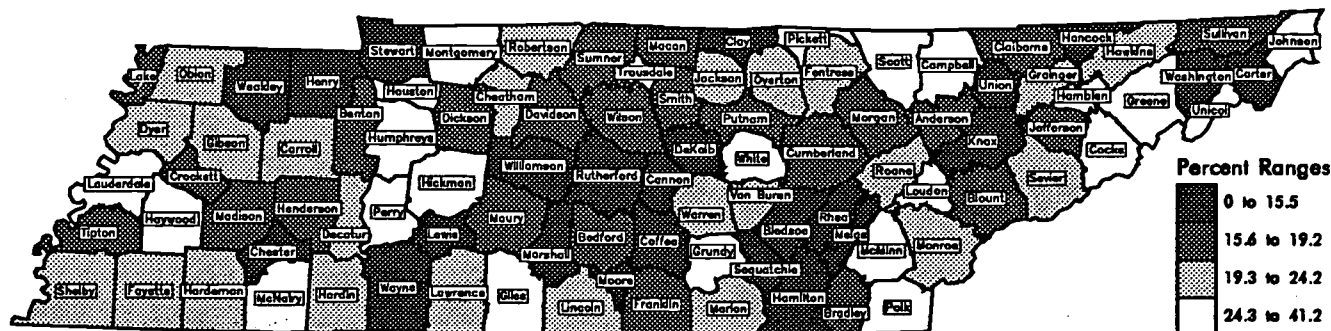 Stewart
Montgomery
Robertson
Sumner
Macon
Clay
Pickett
Scott
Campbell
Claiborne
Hancock
Hawkins
Sullivan
Johnson
Lake
Obion
Weakley
Henry
Houston
Cheatham
Trousdale
Jackson
Overton
Fentress
Union
Grainger
Hamblen
Greene
Washington
Carter
Unicoi
Dyer
Gibson
Carroll
Benton
Humphreys
Dickson
Davidson
Wilson
Smith
Putnam
Morgan
Anderson
Knox
Jefferson
Cocke
Lauderdale
Crockett
Haywood
Madison
Henderson
Decatur
Perry
Hickman
Williamson
Rutherford
Cannon
DeKalb
White
Cumberland
Roane
Loudon
Blount
Sevier
Tipton
Chester
Lewis
Maury
Marshall
Bedford
Coffee
Warren
Van Buren
Bledsoe
Rhea
Meigs
McMinn
Monroe
Shelby
Fayette
Hardeman
McNairy
Hardin
Wayne
Lawrence
Giles
Lincoln
Moore
Franklin
Grundy
Marion
Sequatchie
Hamilton
Bradley
Polk
Percent Ranges
0 to 15.5
15.6 to 19.2
19.3 to 24.2
24.3 to 41.2